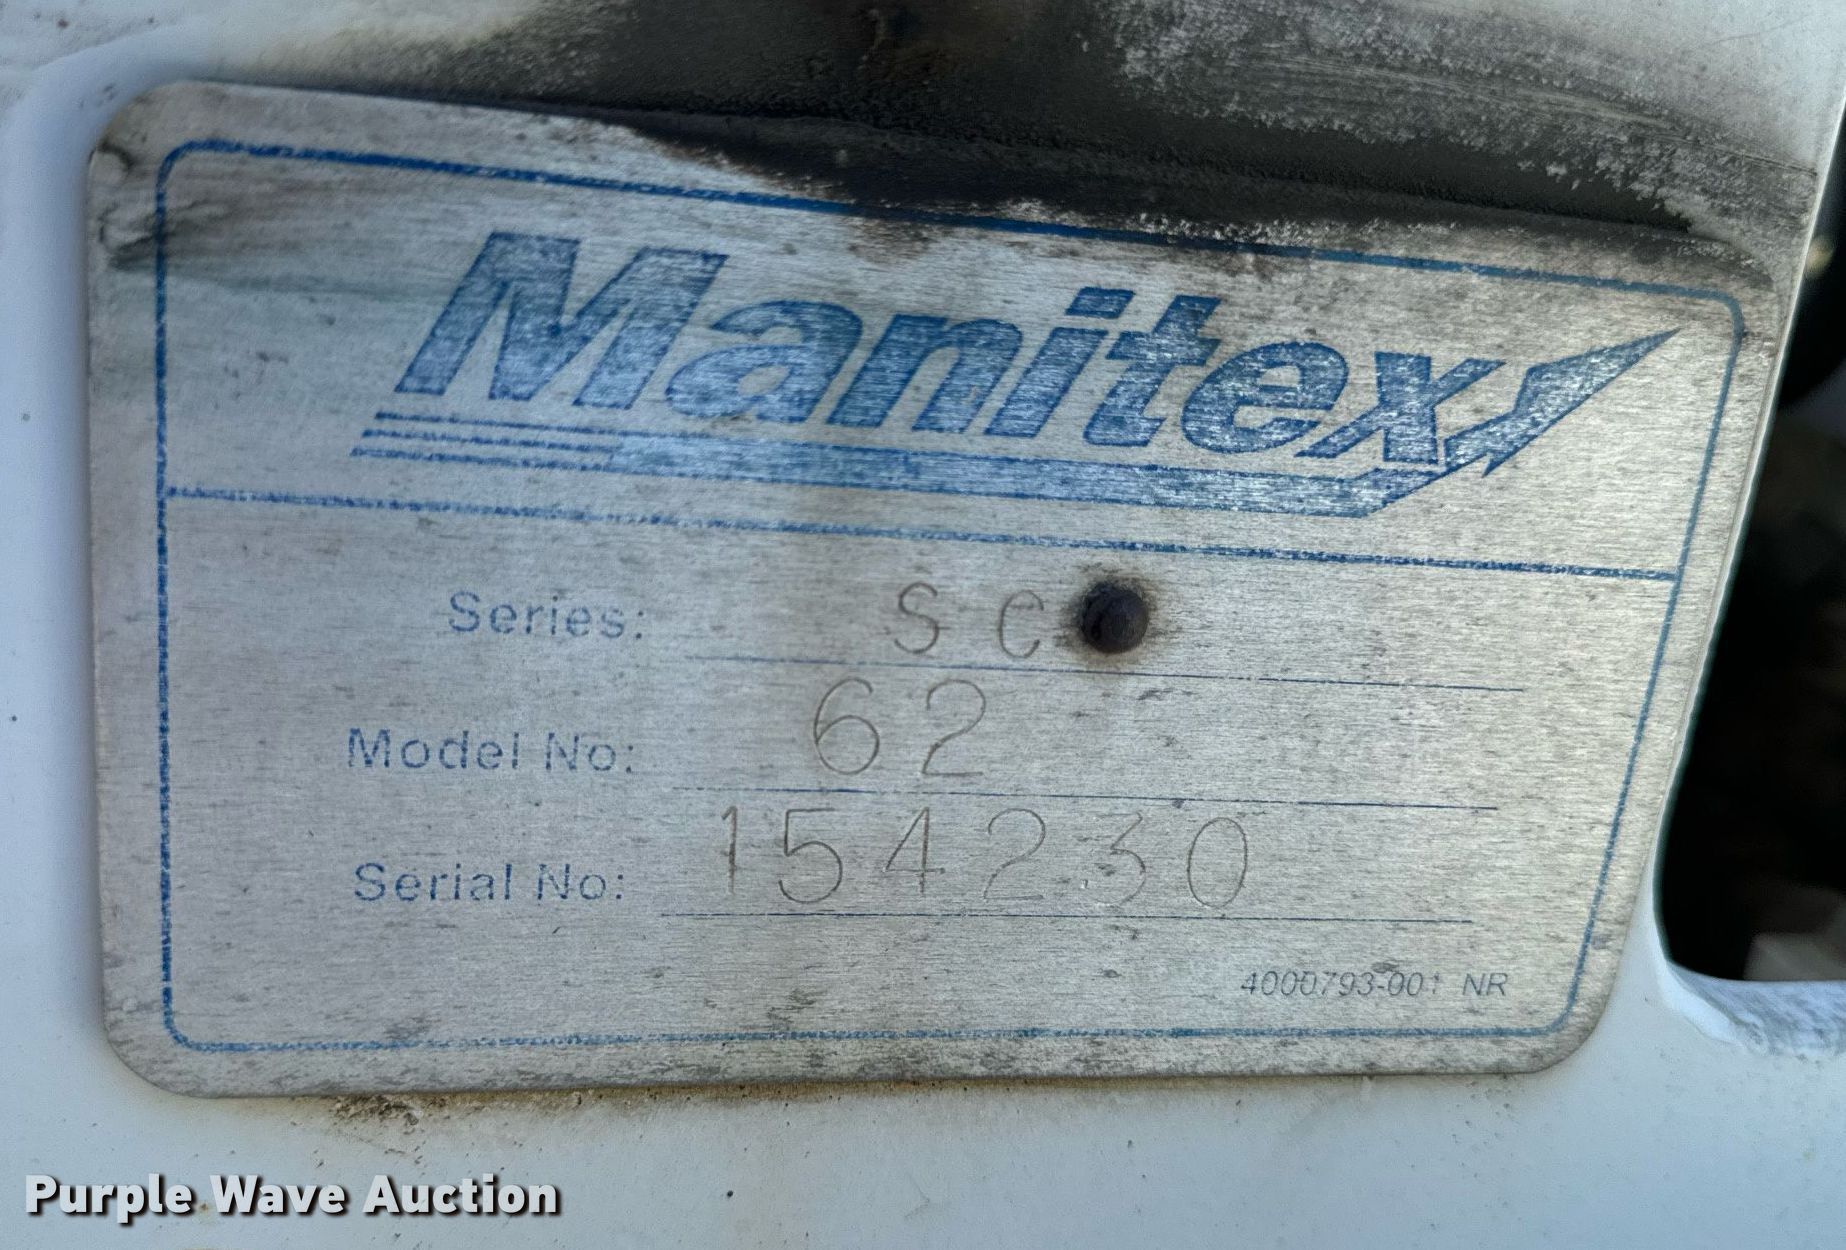 Manitex
Series: SC
Model No: 62
Serial No: 154230
4000793-001 NR
Purple Wave Auction